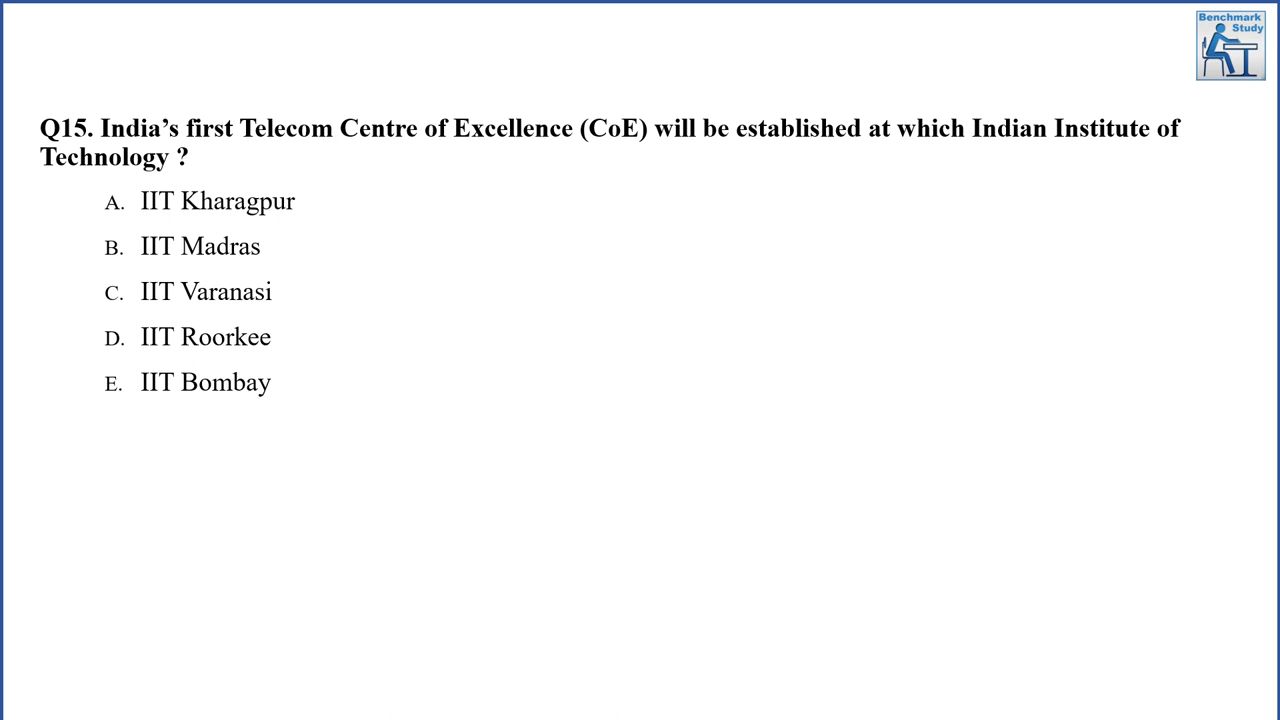 Benchmark
Study
Q15. India’s first Telecom Centre of Excellence (CoE) will be established at which Indian Institute of
Technology ?
A. IIT Kharagpur
B. IIT Madras
C. IIT Varanasi
D. IIT Roorkee
E. IIT Bombay